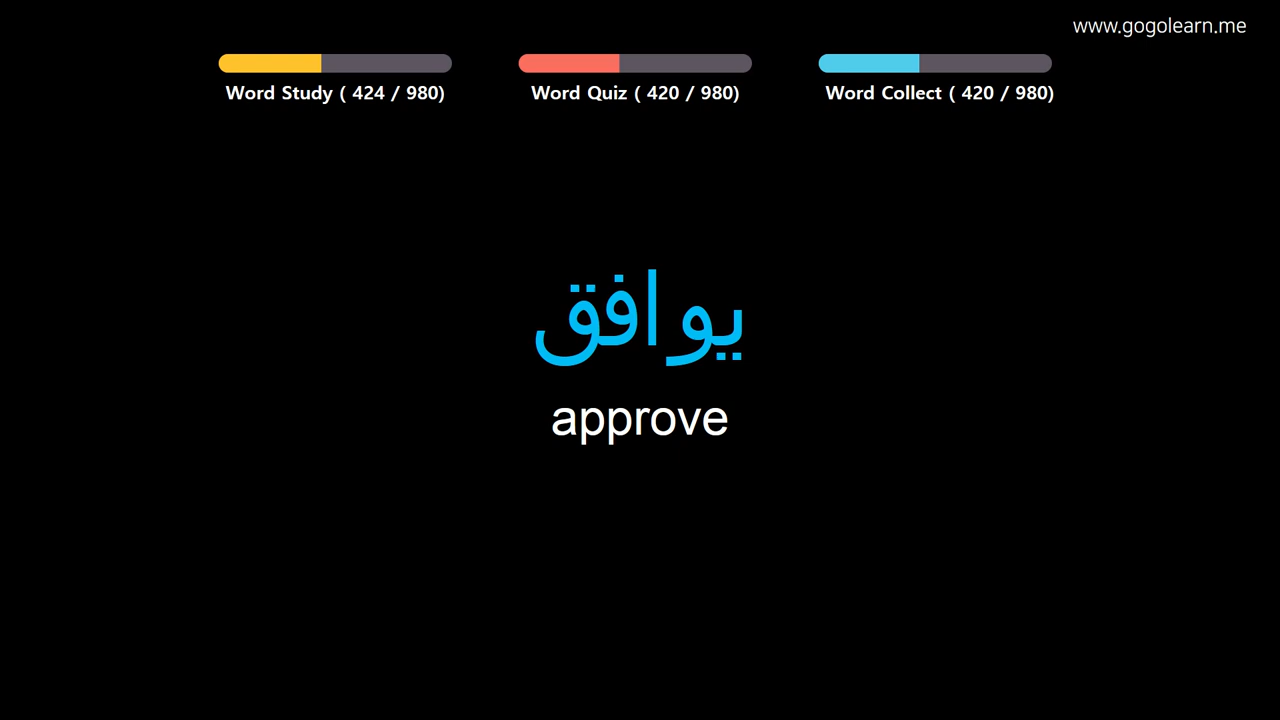 www.gogolearn.me
Word Study ( 424 / 980)
Word Quiz ( 420 / 980)
Word Collect ( 420 / 980)
يوافق
approve